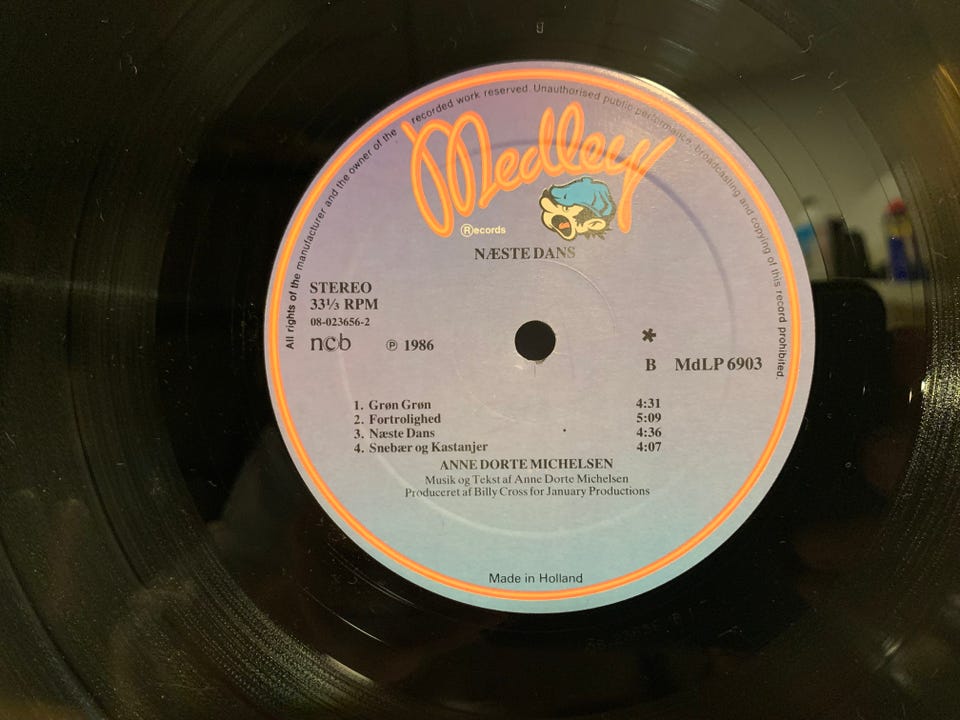 All rights of the manufacturer and the owner of the recorded work reserved. Unauthorised public performance, broadcasting and copying of this record prohibited.
Medley
Records
NÆSTE DANS
STEREO
33⅓ RPM
08-023656-2
ncb ℗ 1986
*
B MdLP 6903
1. Grøn Grøn 4:31
2. Fortrolighed 5:09
3. Næste Dans 4:36
4. Snebær og Kastanjer 4:07
ANNE DORTE MICHELSEN
Musik og Tekst af Anne Dorte Michelsen
Produceret af Billy Cross for January Productions
Made in Holland